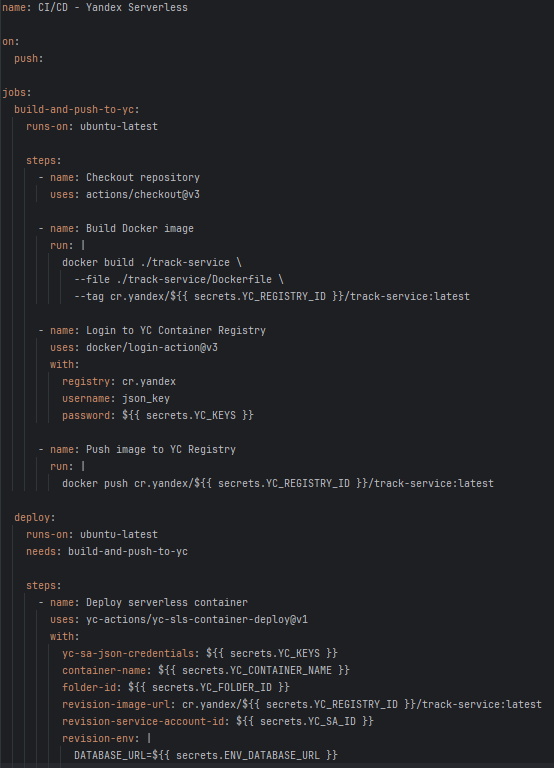 name: CI/CD - Yandex Serverless
on:
push:
jobs:
build-and-push-to-yc:
runs-on: ubuntu-latest
steps:
- name: Checkout repository
uses: actions/checkout@v3
- name: Build Docker image
run: |
docker build ./track-service \
--file ./track-service/Dockerfile \
--tag cr.yandex/${{ secrets.YC_REGISTRY_ID }}/track-service:latest
- name: Login to YC Container Registry
uses: docker/login-action@v3
with:
registry: cr.yandex
username: json_key
password: ${{ secrets.YC_KEYS }}
- name: Push image to YC Registry
run: |
docker push cr.yandex/${{ secrets.YC_REGISTRY_ID }}/track-service:latest
deploy:
runs-on: ubuntu-latest
needs: build-and-push-to-yc
steps:
- name: Deploy serverless container
uses: yc-actions/yc-sls-container-deploy@v1
with:
yc-sa-json-credentials: ${{ secrets.YC_KEYS }}
container-name: ${{ secrets.YC_CONTAINER_NAME }}
folder-id: ${{ secrets.YC_FOLDER_ID }}
revision-image-url: cr.yandex/${{ secrets.YC_REGISTRY_ID }}/track-service:latest
revision-service-account-id: ${{ secrets.YC_SA_ID }}
revision-env: |
DATABASE_URL=${{ secrets.ENV_DATABASE_URL }}